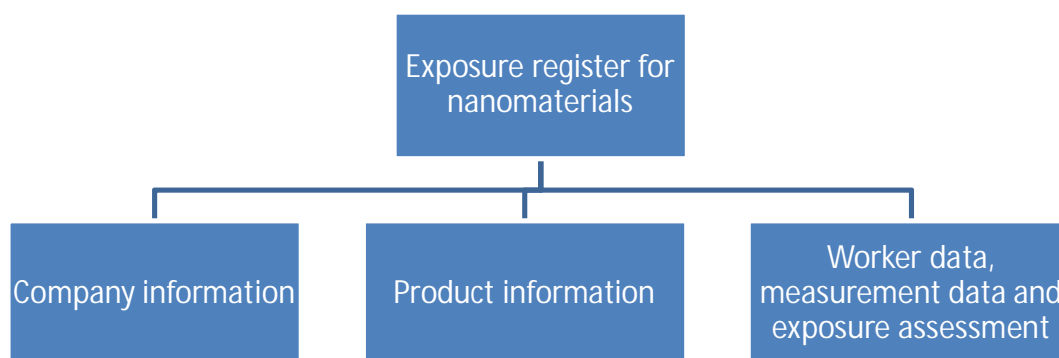 Exposure register for
nanomaterials
Company information
Product information
Worker data,
measurement data and
exposure assessment